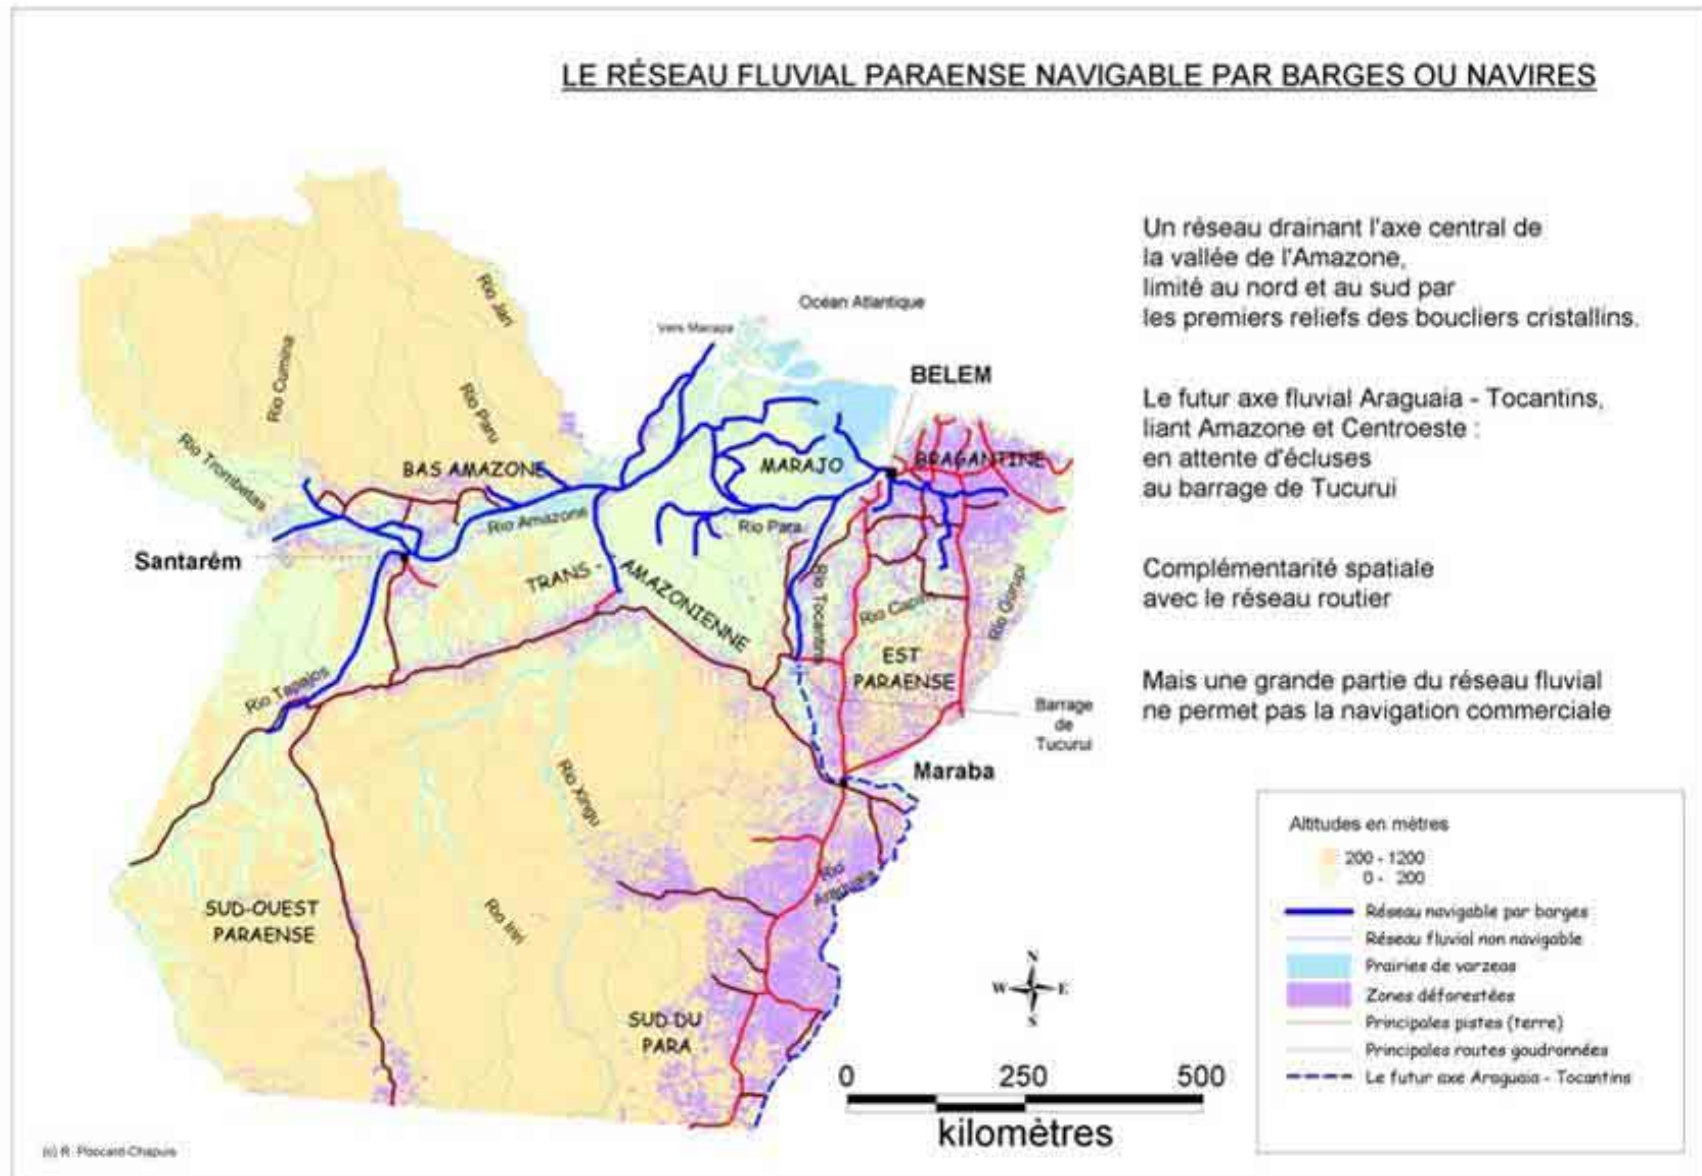 LE RÉSEAU FLUVIAL PARAENSE NAVIGABLE PAR BARGES OU NAVIRES
Un réseau drainant l'axe central de
la vallée de l'Amazone,
limité au nord et au sud par
les premiers reliefs des boucliers cristallins.
Le futur axe fluvial Araguaia - Tocantins,
liant Amazone et Centroeste :
en attente d'écluses
au barrage de Tucurui
Complémentarité spatiale
avec le réseau routier
Mais une grande partie du réseau fluvial
ne permet pas la navigation commerciale
Océan Atlantique
Vers
BELEM
Rio Jari
Rio Cumina
Rio Paru
Rio Trombetas
BAS AMAZONE
MARAJO
BRAGANTINE
Rio Amazone
Rio Para
Santarém
TRANS -
AMAZONIENNE
Rio Tocantins
Rio Capim
Rio Gurupi
EST
PARAENSE
Rio Tapajos
Barrage
de
Tucurui
Maraba
Rio Xingu
Rio
Araguaia
SUD-OUEST
PARAENSE
Rio Iriri
SUD DU
PARA
N
W E
S
0 250 500
kilomètres
Altitudes en mètres
200 - 1200
0 - 200
Réseau navigable par barges
Réseau fluvial non navigable
Prairies de varzeas
Zones déforestées
Principales pistes (terre)
Principales routes goudronnées
Le futur axe Araguaia - Tocantins
(c) R. Poccard-Chapuis